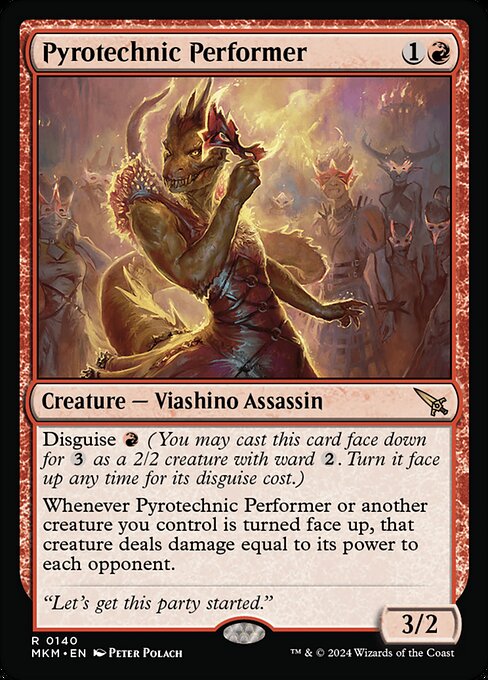 Pyrotechnic Performer 1
Creature — Viashino Assassin
Disguise (You may cast this card face down
for 3 as a 2/2 creature with ward 2. Turn it face
up any time for its disguise cost.)
Whenever Pyrotechnic Performer or another
creature you control is turned face up, that
creature deals damage equal to its power to
each opponent.
“Let’s get this party started.”
3/2
R 0140
MKM • EN Peter Polach
™ & © 2024 Wizards of the Coast